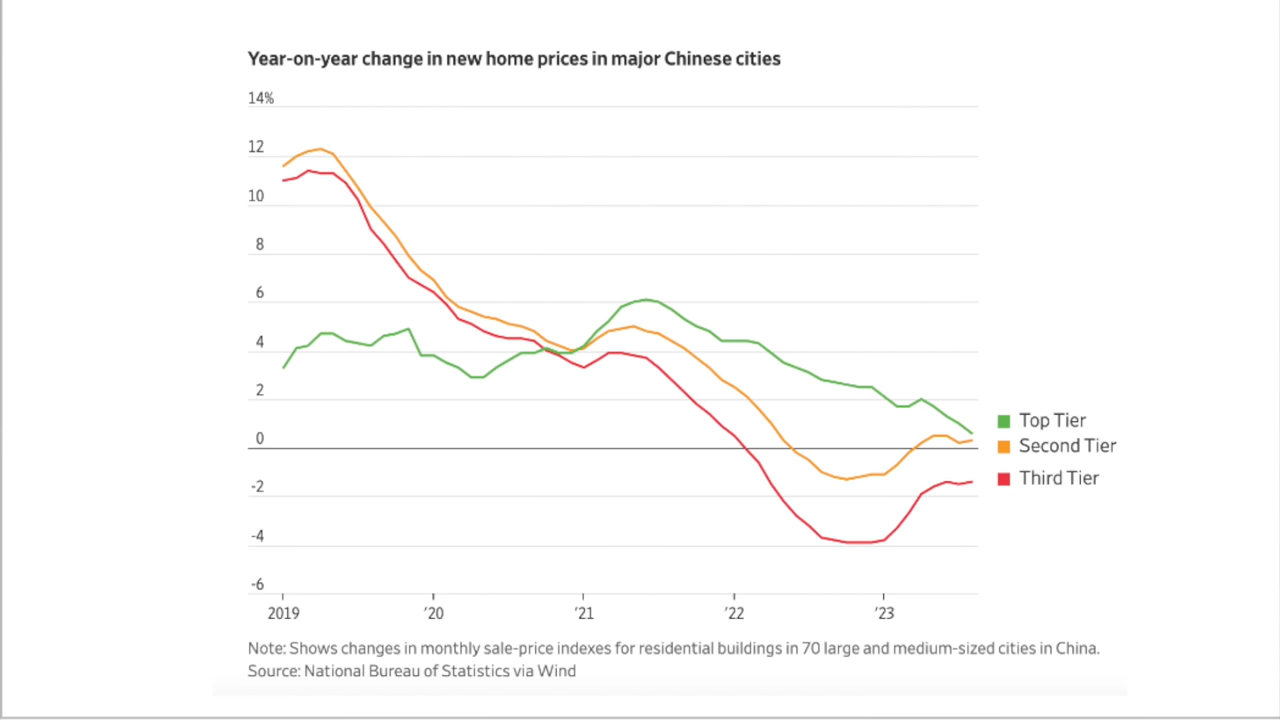 Year-on-year change in new home prices in major Chinese cities
14%
12
10
8
6
4
2
0
-2
-4
-6
2019 '20 '21 '22 '23
Top Tier
Second Tier
Third Tier
Note: Shows changes in monthly sale-price indexes for residential buildings in 70 large and medium-sized cities in China.
Source: National Bureau of Statistics via Wind